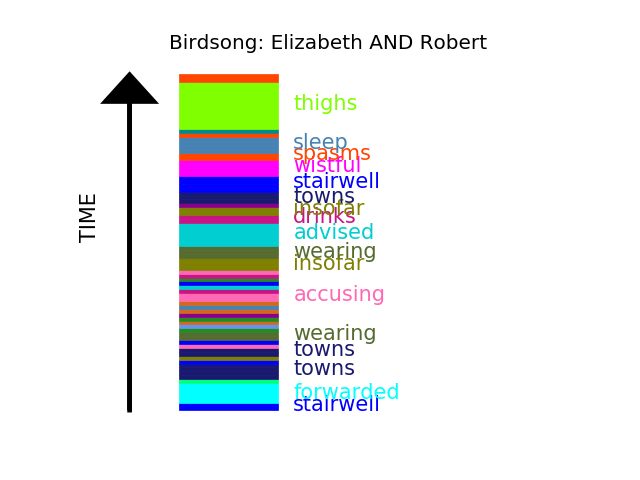 Birdsong: Elizabeth AND Robert
TIME
thighs
sleep
spasms
wistful
stairwell
towns
insofar
drinks
advised
wearing
insofar
accusing
wearing
towns
towns
forwarded
stairwell